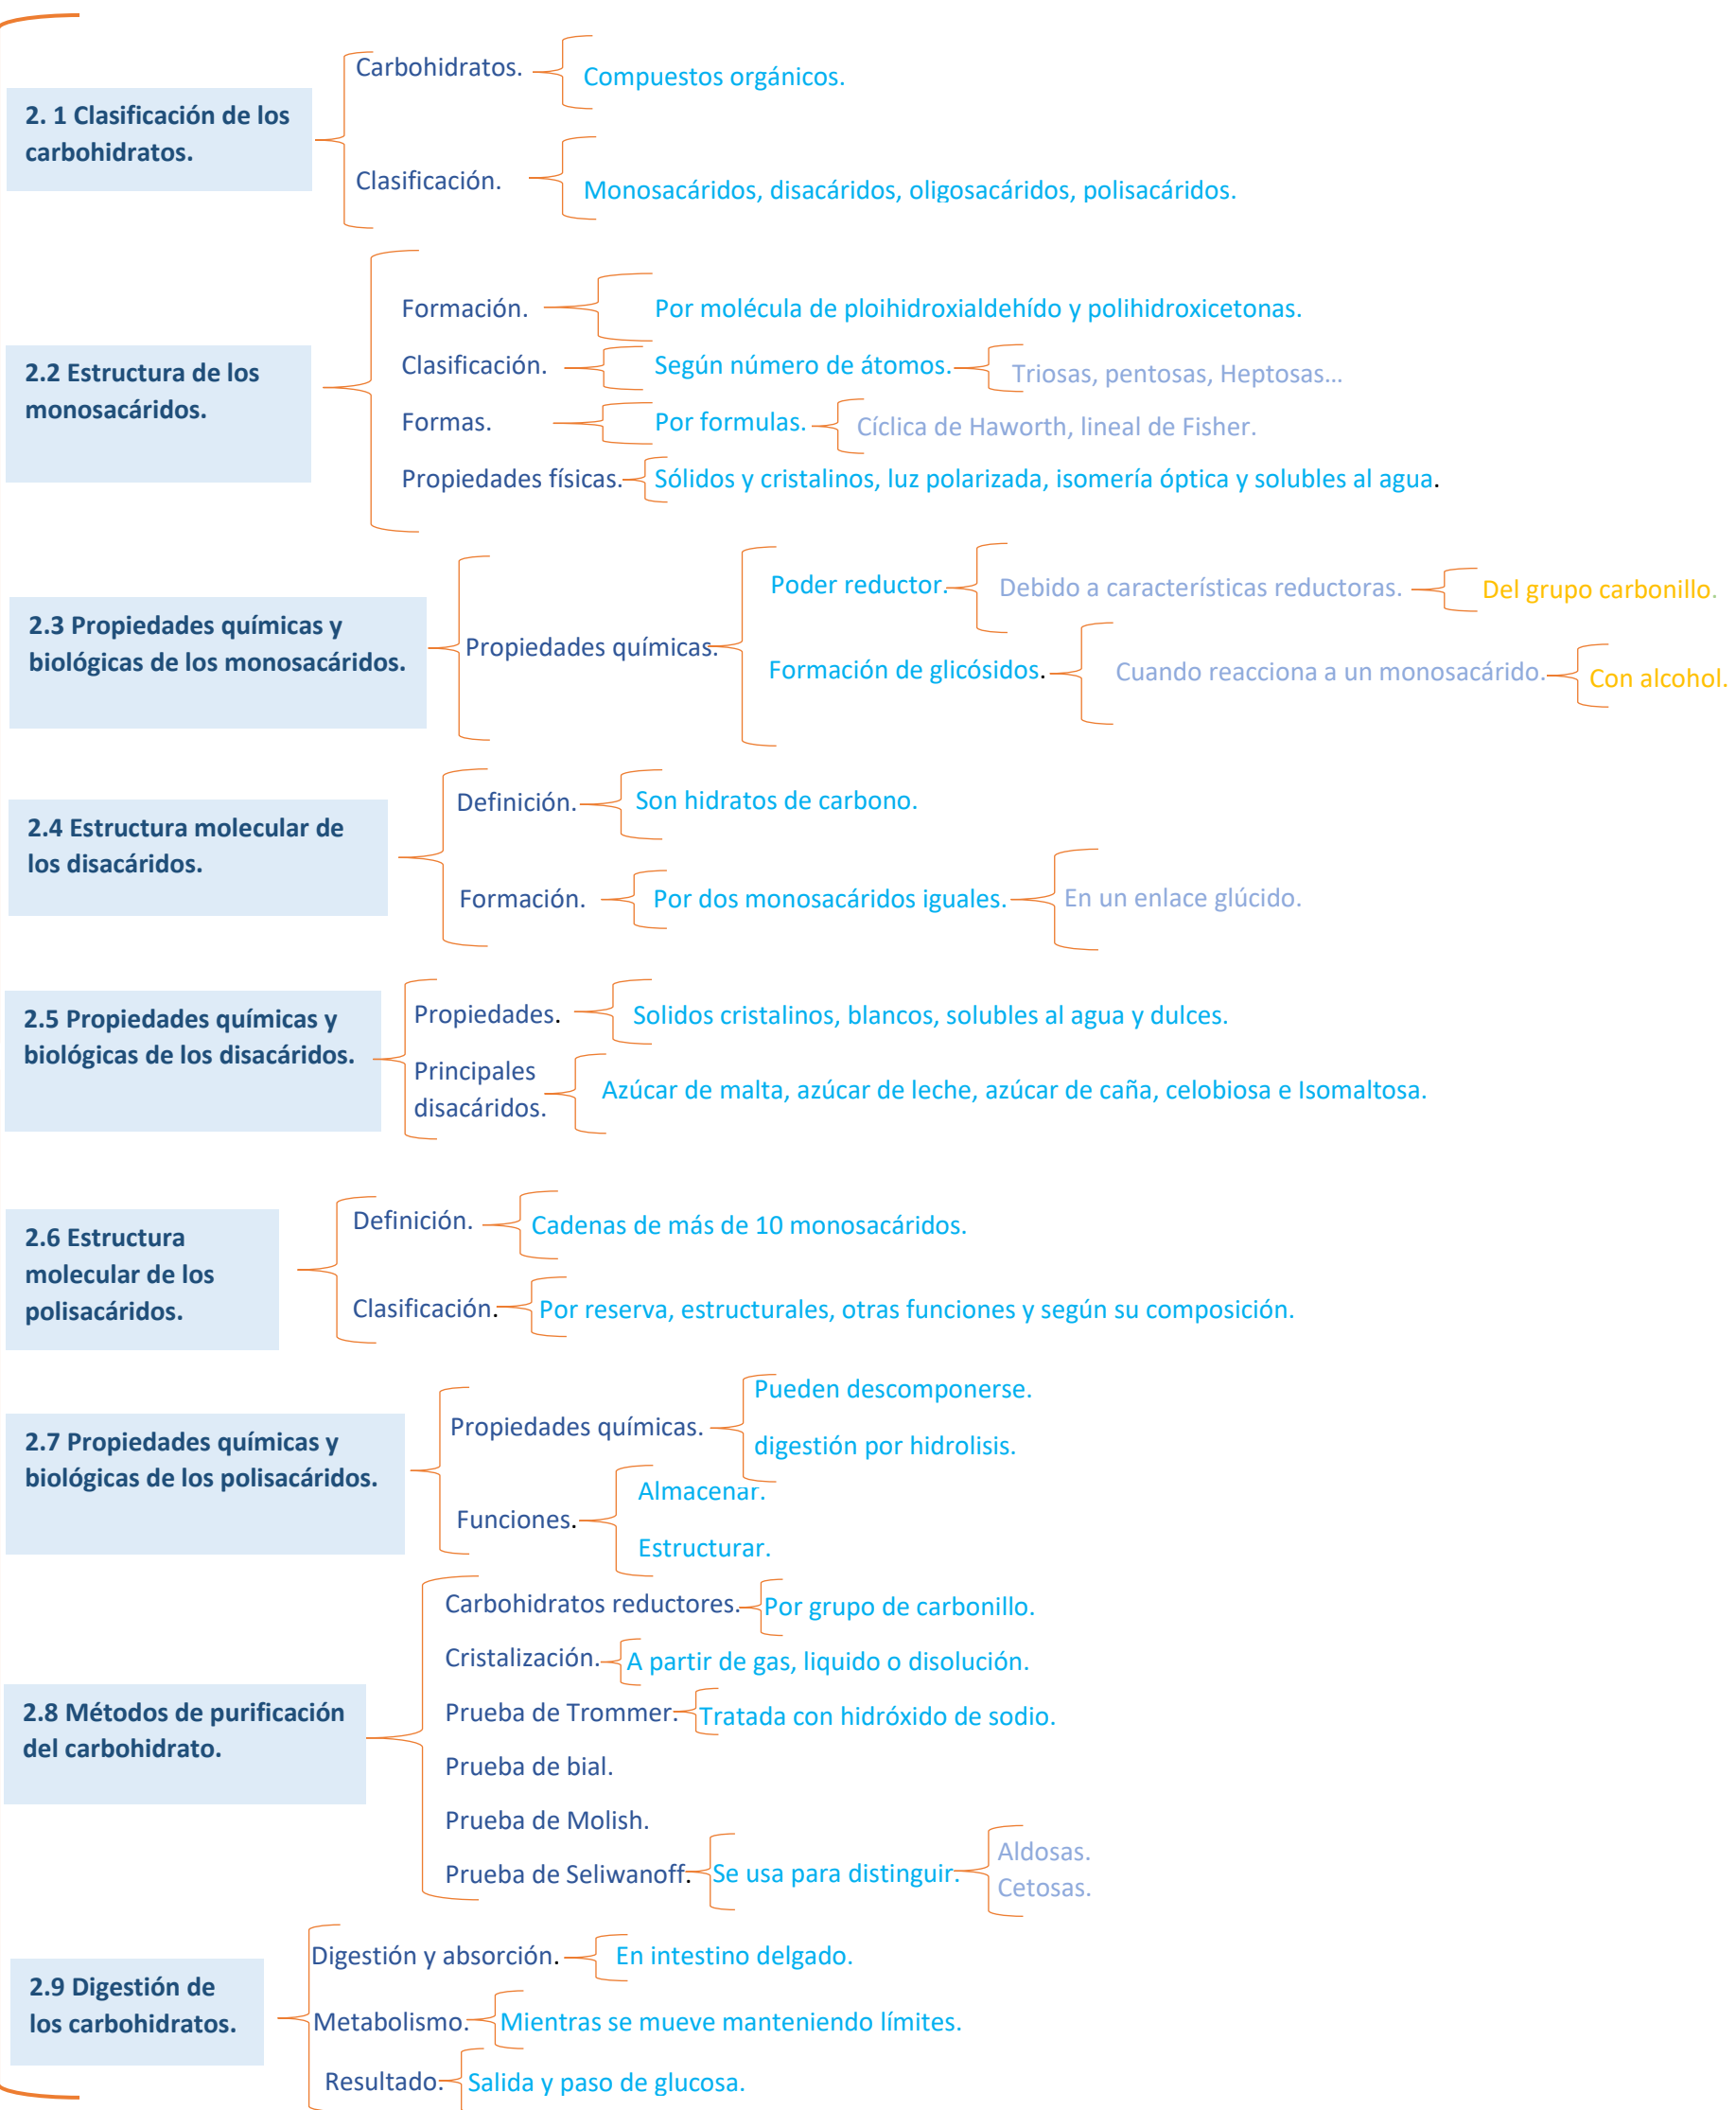 2. 1 Clasificación de los
carbohidratos.
Carbohidratos.
Compuestos orgánicos.
Clasificación.
Monosacáridos, disacáridos, oligosacáridos, polisacáridos.
2.2 Estructura de los
monosacáridos.
Formación.
Por molécula de ploihidroxialdehído y polihidroxicetonas.
Clasificación.
Según número de átomos.
Triosas, pentosas, Heptosas...
Formas.
Por formulas.
Cíclica de Haworth, lineal de Fisher.
Propiedades físicas.
Sólidos y cristalinos, luz polarizada, isomería óptica y solubles al agua.
2.3 Propiedades químicas y
biológicas de los monosacáridos.
Propiedades químicas.
Poder reductor.
Debido a características reductoras.
Del grupo carbonillo.
Formación de glicósidos.
Cuando reacciona a un monosacárido.
Con alcohol.
2.4 Estructura molecular de
los disacáridos.
Definición.
Son hidratos de carbono.
Formación.
Por dos monosacáridos iguales.
En un enlace glúcido.
2.5 Propiedades químicas y
biológicas de los disacáridos.
Propiedades.
Solidos cristalinos, blancos, solubles al agua y dulces.
Principales
disacáridos.
Azúcar de malta, azúcar de leche, azúcar de caña, celobiosa e Isomaltosa.
2.6 Estructura
molecular de los
polisacáridos.
Definición.
Cadenas de más de 10 monosacáridos.
Clasificación.
Por reserva, estructurales, otras funciones y según su composición.
2.7 Propiedades químicas y
biológicas de los polisacáridos.
Propiedades químicas.
Pueden descomponerse.
digestión por hidrolisis.
Funciones.
Almacenar.
Estructurar.
2.8 Métodos de purificación
del carbohidrato.
Carbohidratos reductores.
Por grupo de carbonillo.
Cristalización.
A partir de gas, liquido o disolución.
Prueba de Trommer.
Tratada con hidróxido de sodio.
Prueba de bial.
Prueba de Molish.
Prueba de Seliwanoff.
Se usa para distinguir.
Aldosas.
Cetosas.
2.9 Digestión de
los carbohidratos.
Digestión y absorción.
En intestino delgado.
Metabolismo.
Mientras se mueve manteniendo límites.
Resultado.
Salida y paso de glucosa.